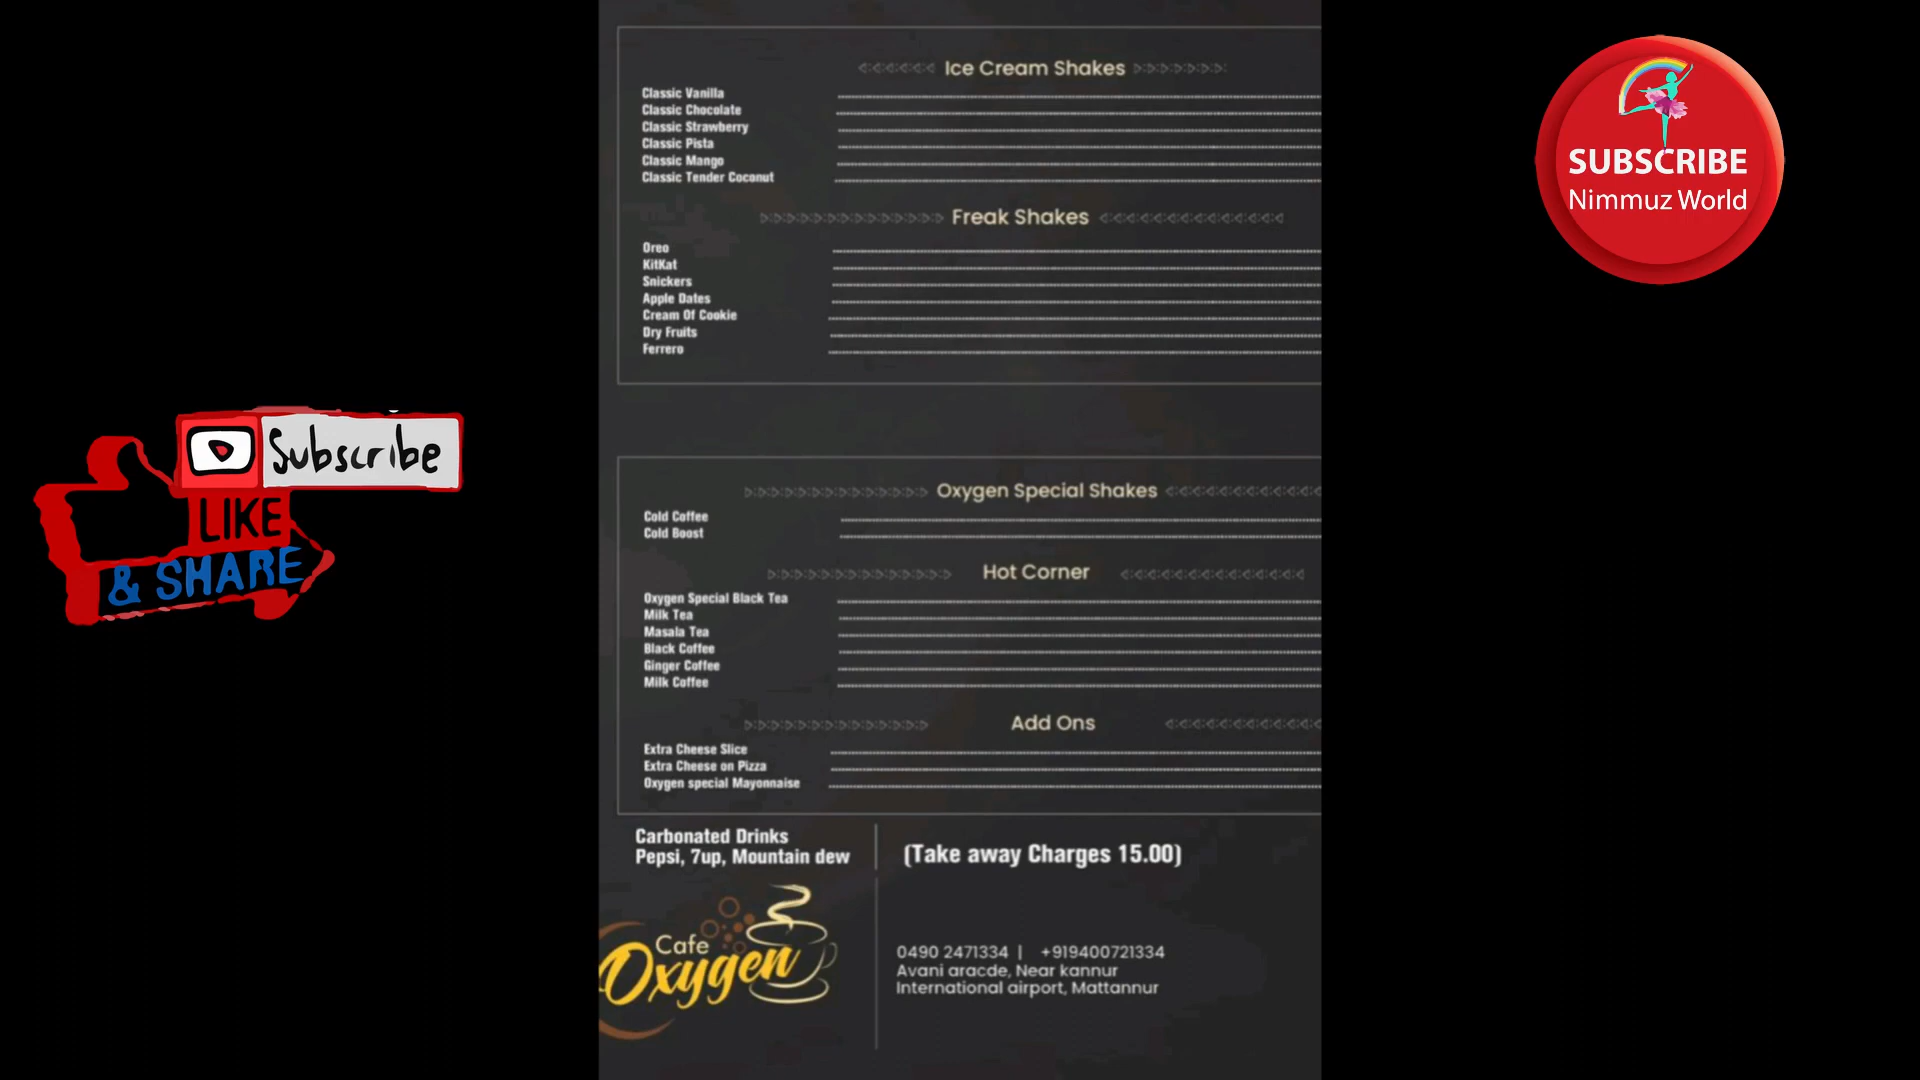 Ice Cream Shakes
Classic Vanilla
Classic Chocolate
Classic Strawberry
Classic Pista
Classic Mango
Classic Tender Coconut
Freak Shakes
Oreo
KitKat
Snickers
Apple Dates
Cream Of Cookie
Dry Fruits
Ferrero
Oxygen Special Shakes
Cold Coffee
Cold Boost
Hot Corner
Oxygen Special Black Tea
Milk Tea
Masala Tea
Black Coffee
Ginger Coffee
Milk Coffee
Add Ons
Extra Cheese Slice
Extra Cheese on Pizza
Oxygen special Mayonnaise
Carbonated Drinks
Pepsi, 7up, Mountain dew
(Take away Charges 15.00)
Cafe
Oxygen
0490 2471334 | +919400721334
Avani aracde, Near kannur
International airport, Mattannur
Subscribe
LIKE
& SHARE
SUBSCRIBE
Nimmuz World